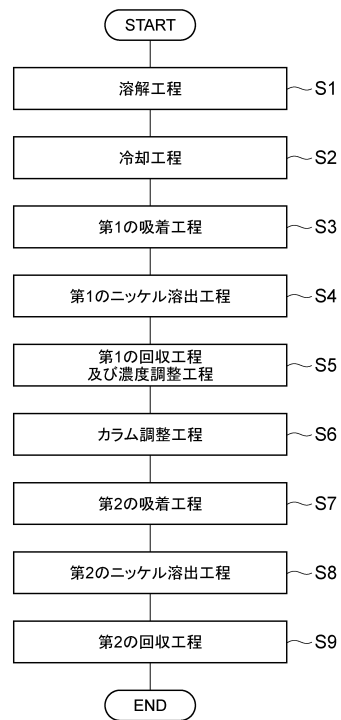 START
溶解工程 S1
冷却工程 S2
第1の吸着工程 S3
第1のニッケル溶出工程 S4
第1の回収工程
及び濃度調整工程 S5
カラム調整工程 S6
第2の吸着工程 S7
第2のニッケル溶出工程 S8
第2の回収工程 S9
END